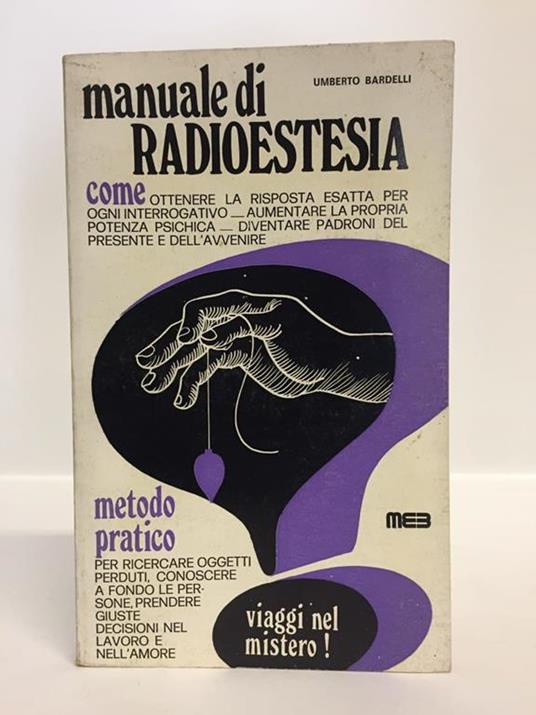 UMBERTO BARDELLI
manuale di
RADIOESTESIA
come OTTENERE LA RISPOSTA ESATTA PER
OGNI INTERROGATIVO — AUMENTARE LA PROPRIA
POTENZA PSICHICA — DIVENTARE PADRONI DEL
PRESENTE E DELL'AVVENIRE
metodo
pratico
PER RICERCARE OGGETTI
PERDUTI, CONOSCERE
A FONDO LE PER-
SONE, PRENDERE
GIUSTE
DECISIONI NEL
LAVORO E
NELL'AMORE
MEB
viaggi nel
mistero!